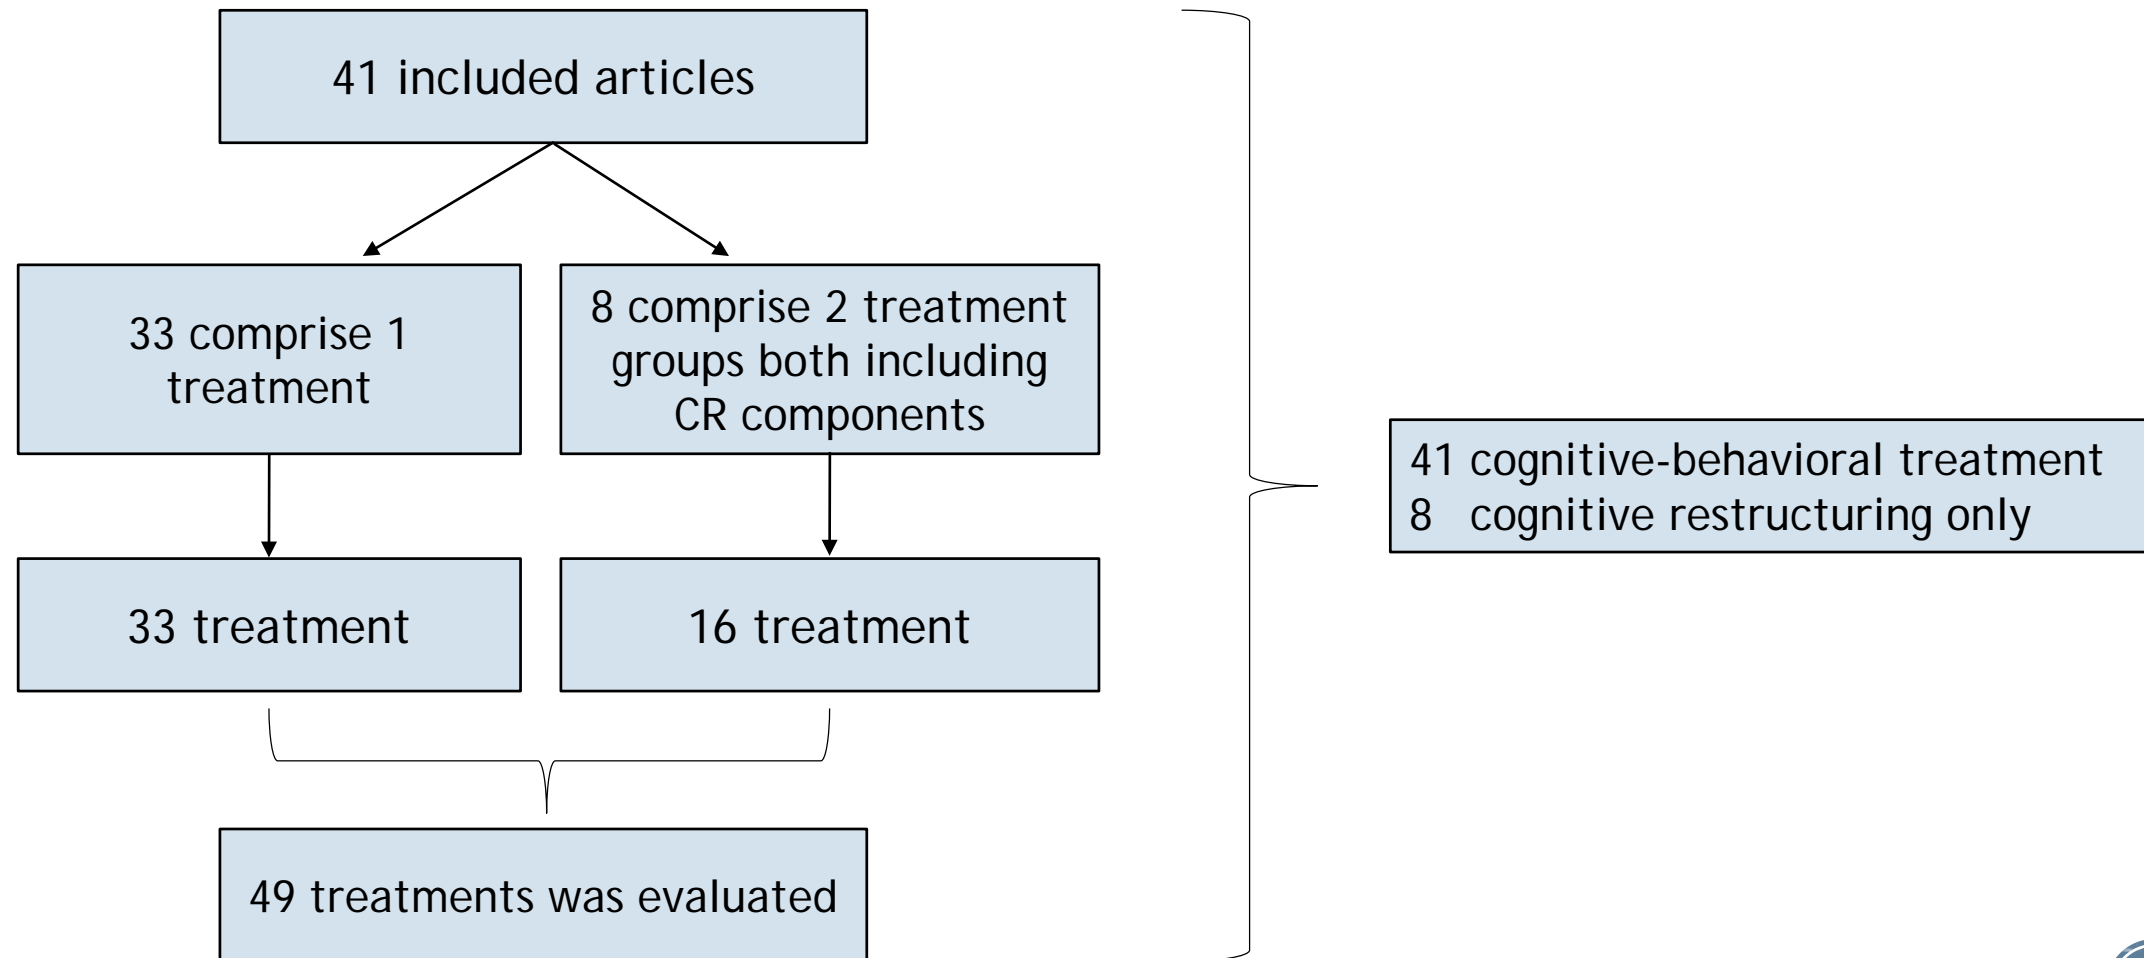 41 included articles
33 comprise 1
treatment
8 comprise 2 treatment
groups both including
CR components
33 treatment
16 treatment
49 treatments was evaluated
41 cognitive-behavioral treatment
8 cognitive restructuring only